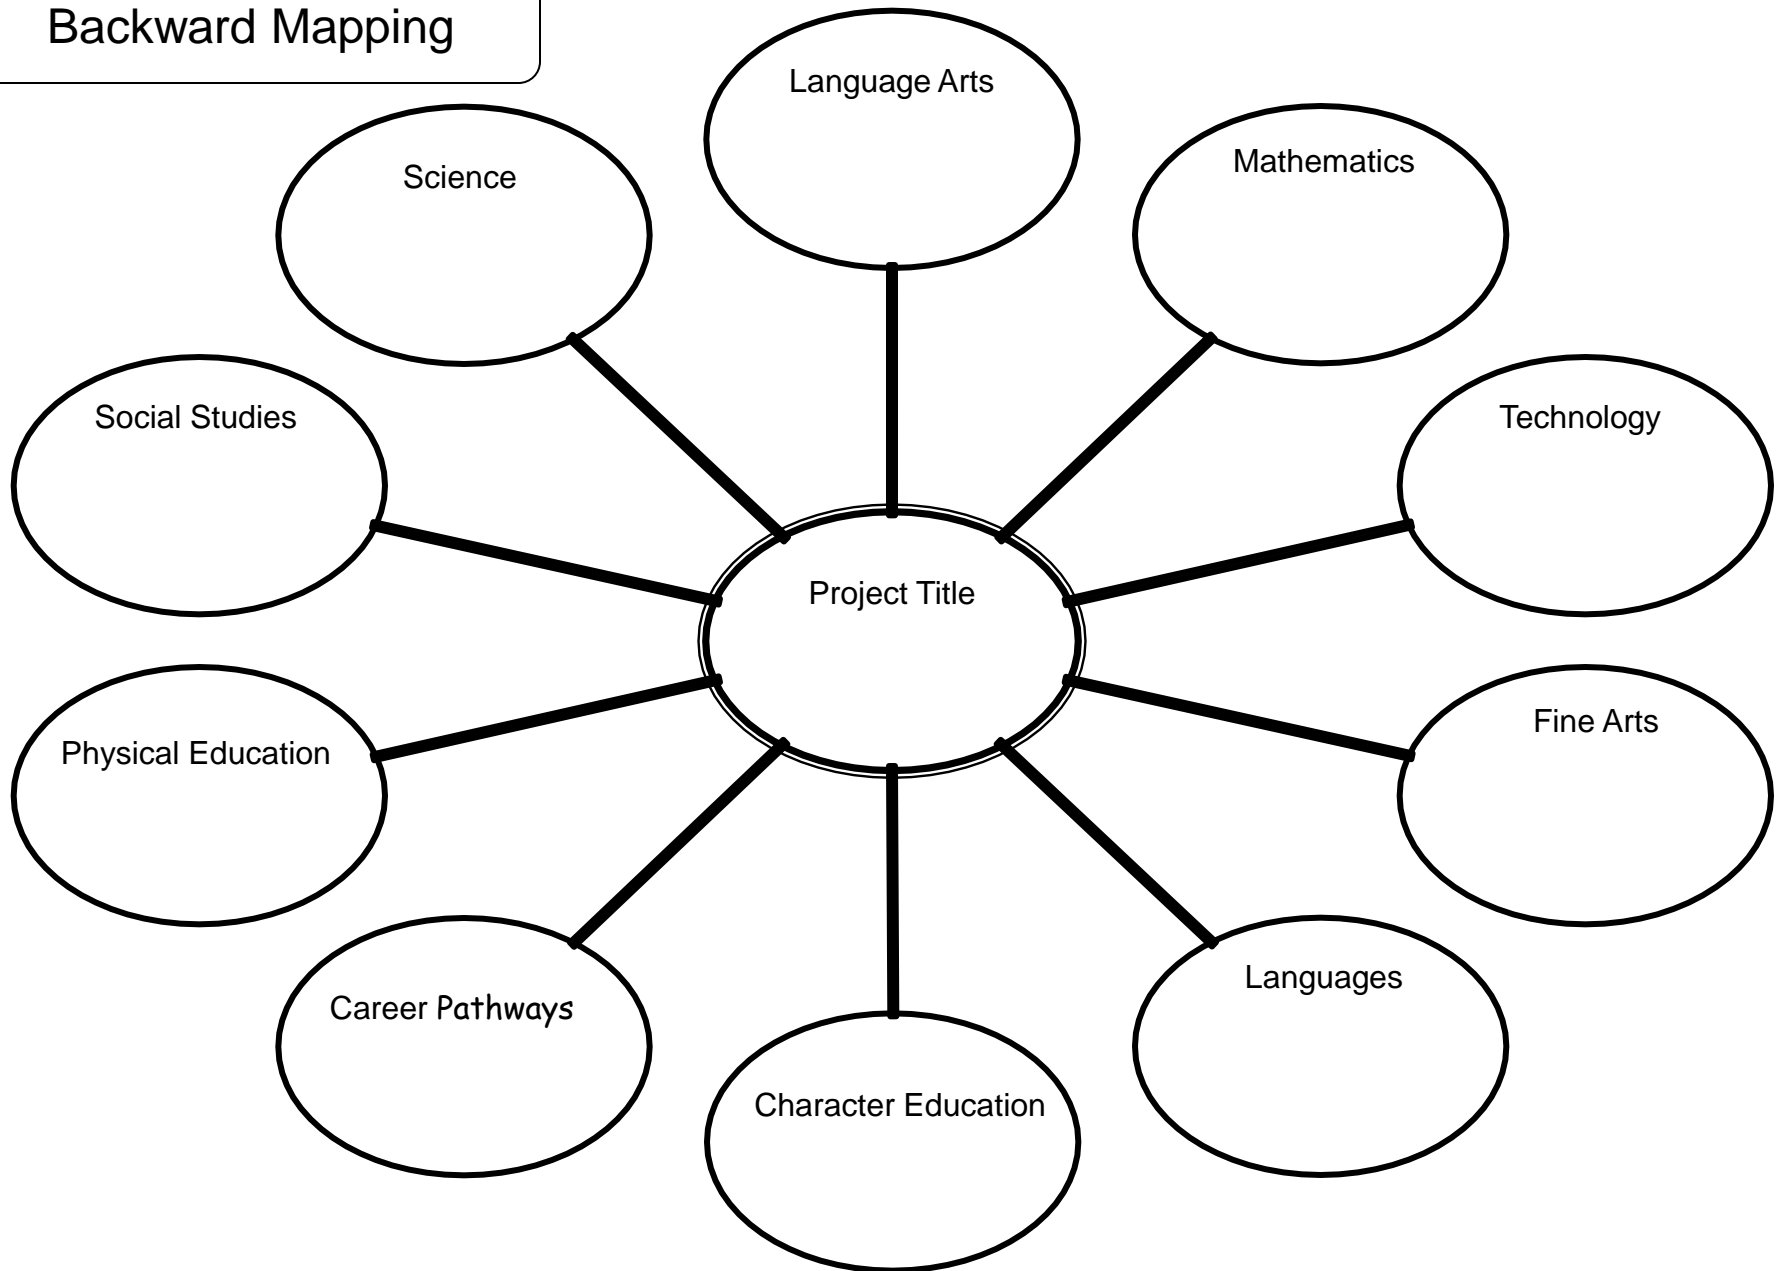 Backward Mapping
Language Arts
Mathematics
Science
Social Studies
Technology
Project Title
Fine Arts
Physical Education
Languages
Career Pathways
Character Education